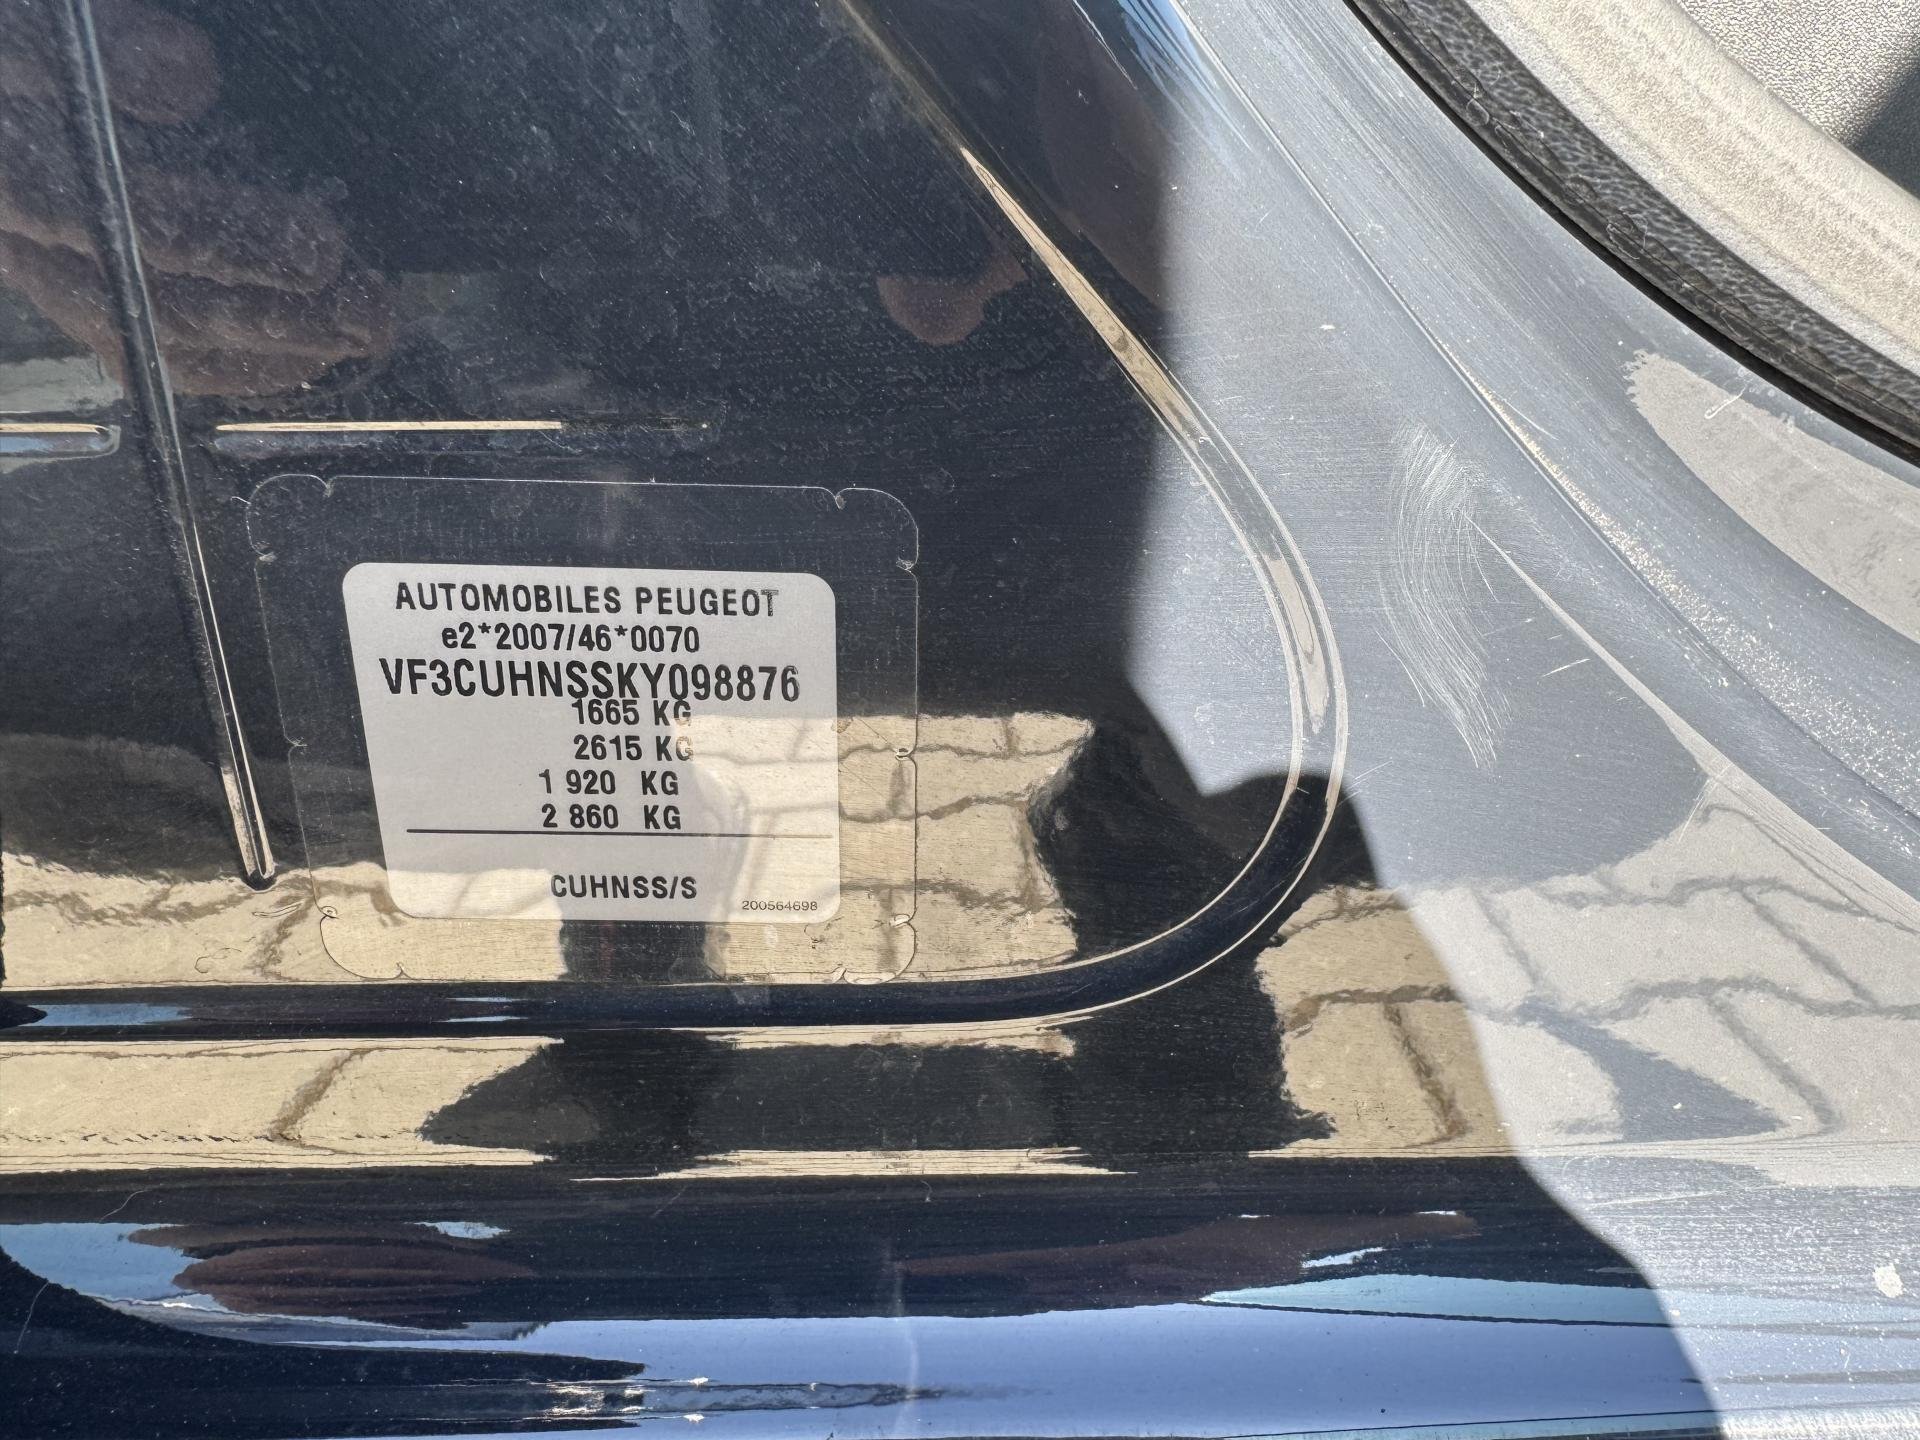 AUTOMOBILES PEUGEOT
e2*2007/46*0070
VF3CUHNSSKY098876
1665 KG
2615 KG
1 920 KG
2 860 KG
CUHNSS/S
200564698